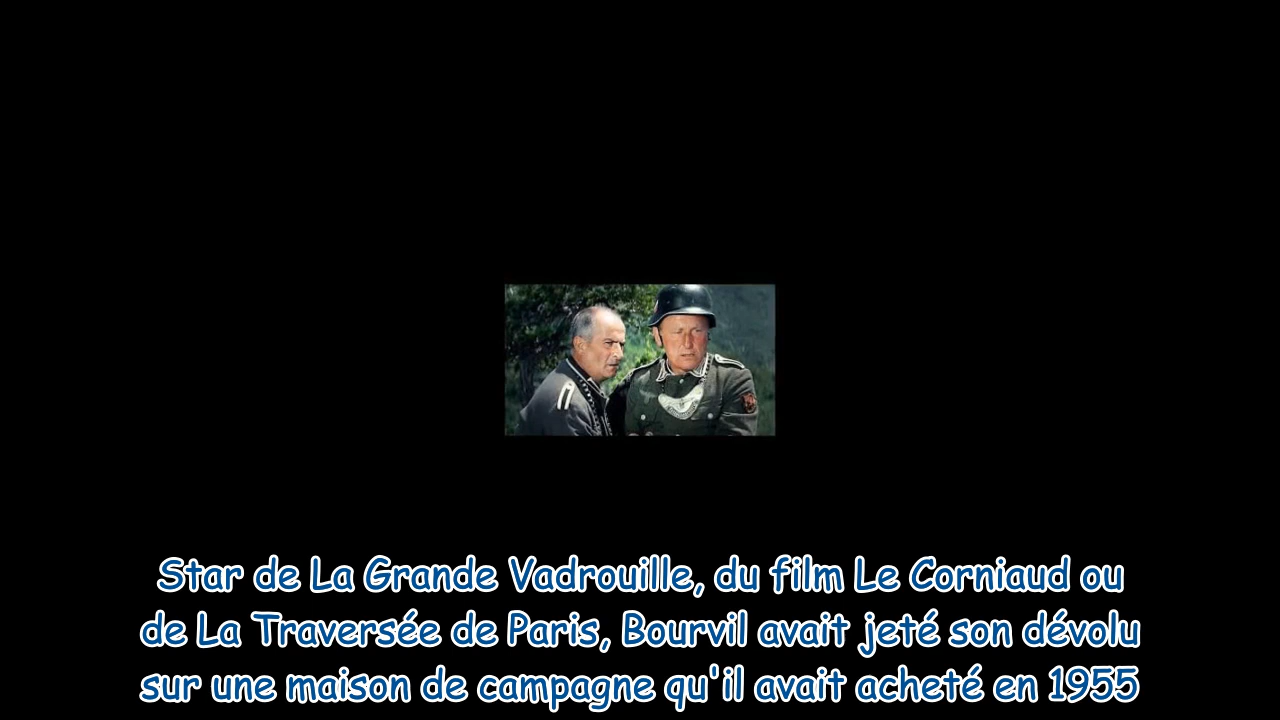 Star de La Grande Vadrouille, du film Le Corniaud ou
de La Traversée de Paris, Bourvil avait jeté son dévolu
sur une maison de campagne qu'il avait acheté en 1955